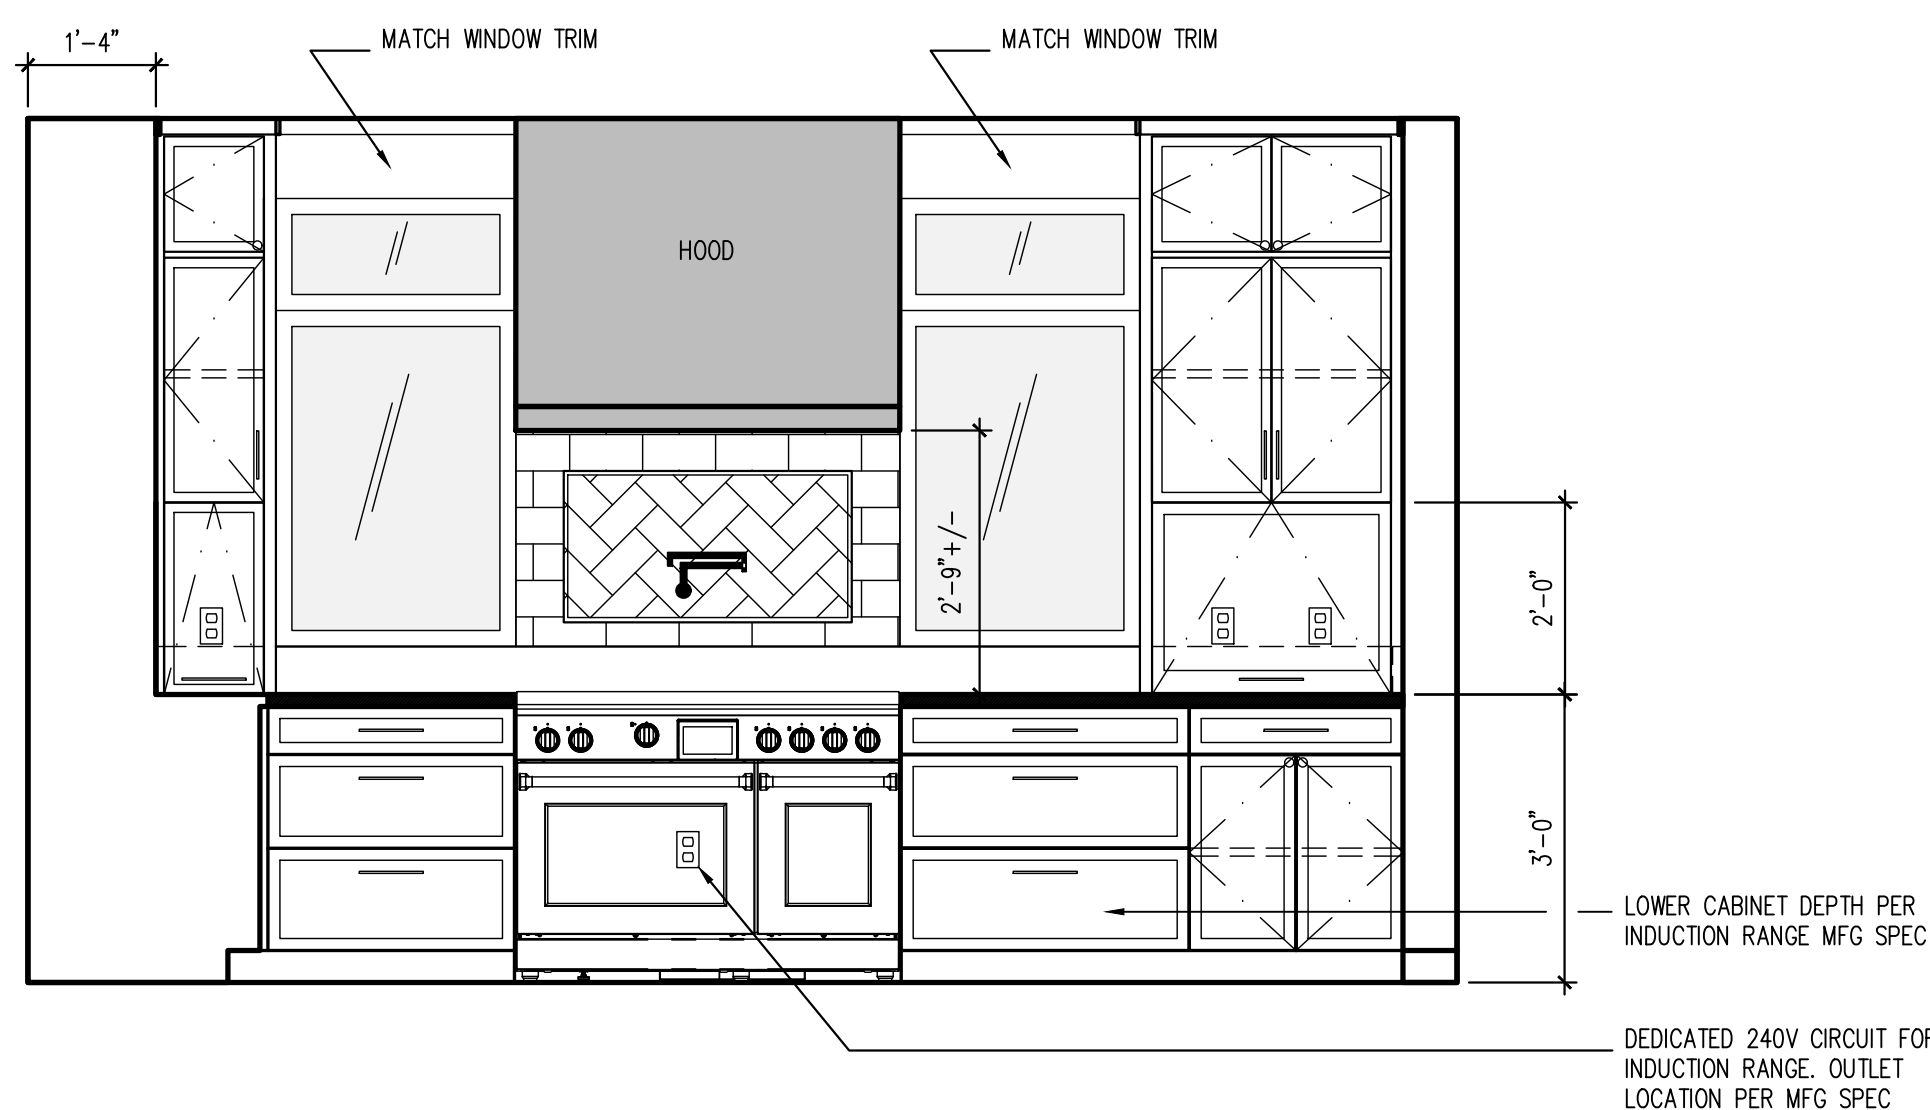 1'-4"
MATCH WINDOW TRIM
MATCH WINDOW TRIM
HOOD
2'-9"+/-
2'-0"
3'-0"
LOWER CABINET DEPTH PER
INDUCTION RANGE MFG SPEC
DEDICATED 240V CIRCUIT FOR
INDUCTION RANGE. OUTLET
LOCATION PER MFG SPEC